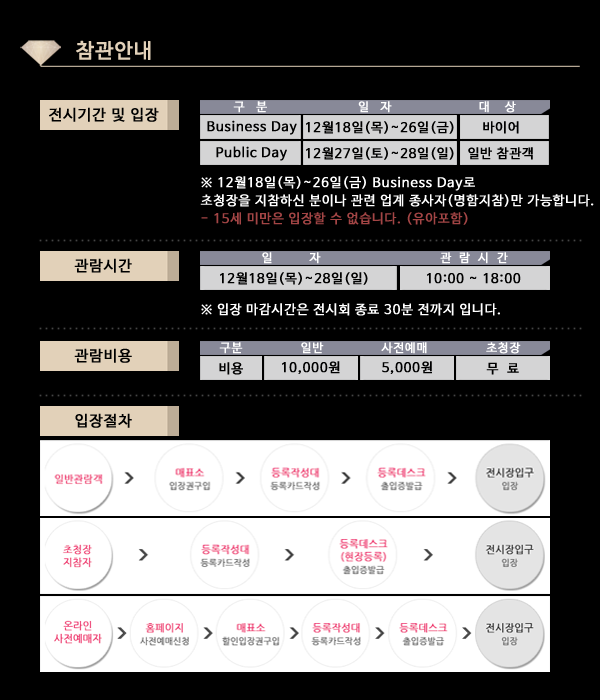 참관안내
전시기간 및 입장
구 분 일 자 대 상
Business Day 12월18일(목)~26일(금) 바이어
Public Day 12월27일(토)~28일(일) 일반 참관객
※ 12월18일(목)~26일(금) Business Day로
초청장을 지참하신 분이나 관련 업계 종사자(명함지참)만 가능합니다.
- 15세 미만은 입장할 수 없습니다. (유아포함)
관람시간
일 자 관 람 시 간
12월18일(목)~28일(일) 10:00 ~ 18:00
※ 입장 마감시간은 전시회 종료 30분 전까지 입니다.
관람비용
구분 일반 사전예매 초청장
비용 10,000원 5,000원 무 료
입장절차
일반관람객 > 매표소 > 등록작성대 > 등록데스크 > 전시장입구
입장권구입 등록카드작성 출입증발급 입장
초청장
지참자 > 등록작성대 > 등록데스크 > 전시장입구
등록카드작성 (현장등록) 입장
출입증발급
온라인
사전예매자 > 홈페이지 > 매표소 > 등록작성대 > 등록데스크 > 전시장입구
사전예매신청 할인입장권구입 등록카드작성 출입증발급 입장